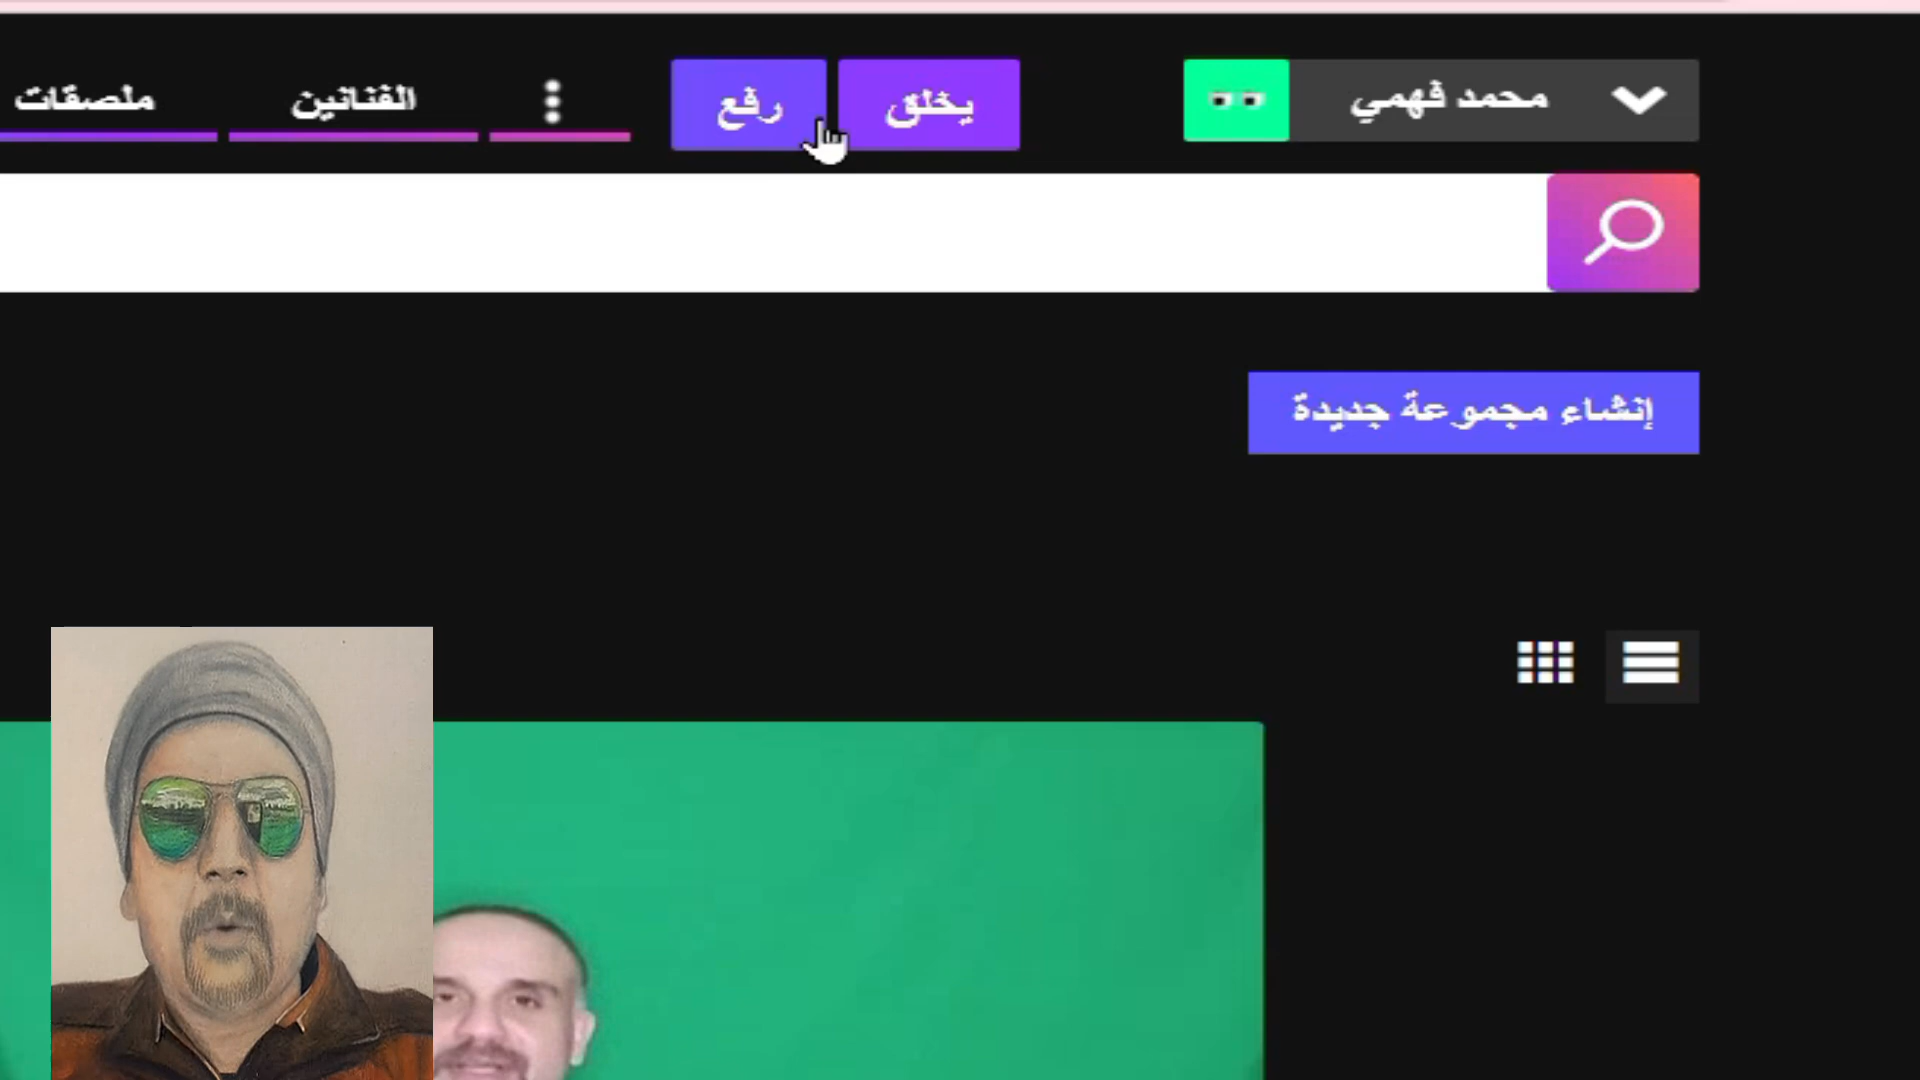 ملصقات
الفنانين
رفع
يخلق
محمد فهمي
إنشاء مجموعة جديدة